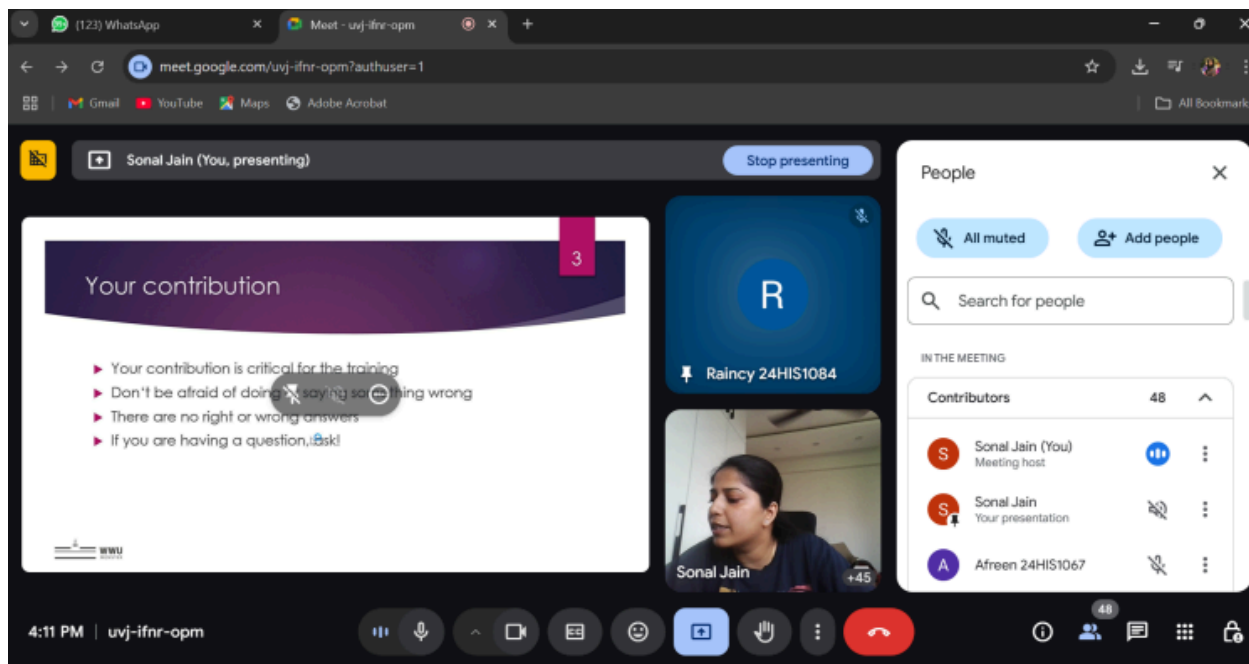 (123) WhatsApp
Meet - uvj-ifnr-opm
meet.google.com/uvj-ifnr-opm?authuser=1
Gmail
YouTube
Maps
Adobe Acrobat
All Bookmark
Sonal Jain (You, presenting)
Stop presenting
3
Your contribution
Your contribution is critical for the training
Don't be afraid of doing saying something wrong
There are no right or wrong answers
If you are having a question, ask!
WWU
R
Raincy 24HIS1084
Sonal Jain
+45
People
All muted
Add people
Search for people
IN THE MEETING
Contributors 48
S
Sonal Jain (You)
Meeting host
S
Sonal Jain
Your presentation
A
Afreen 24HIS1067
4:11 PM | uvj-ifnr-opm
48